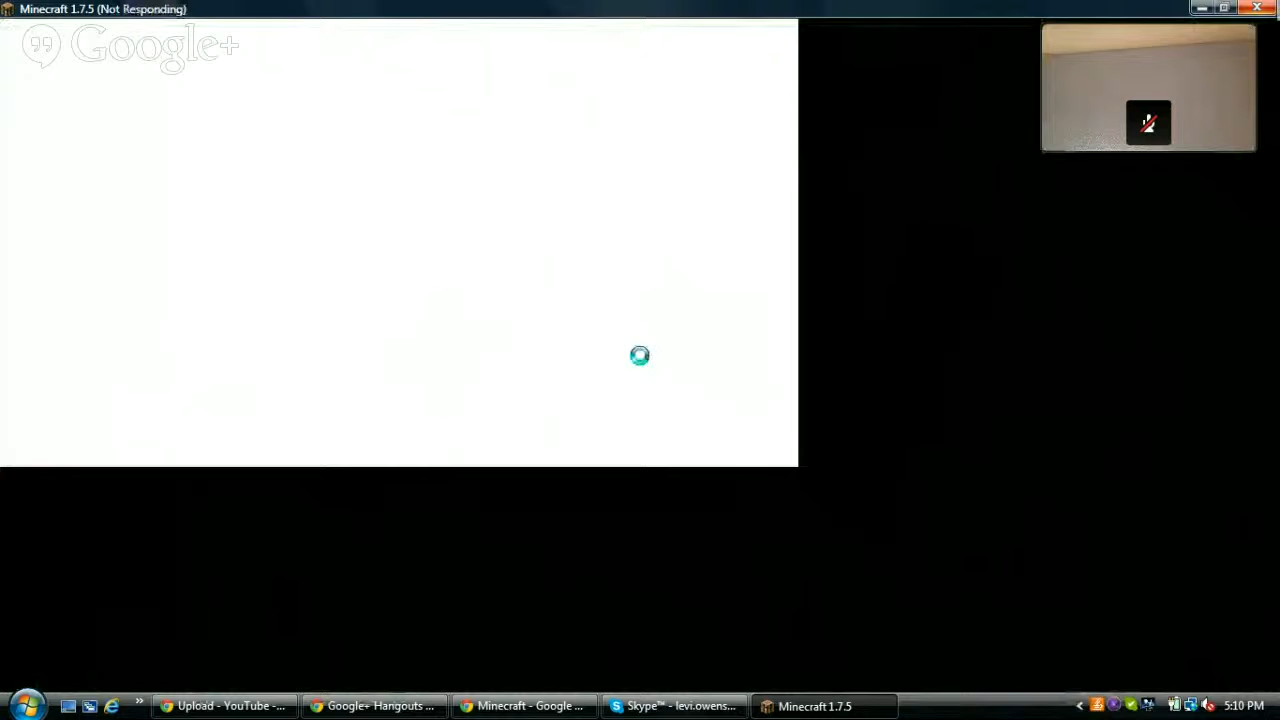 Minecraft 1.7.5 (Not Responding)
Google+
Upload - YouTube -...
Google+ Hangouts ...
Minecraft - Google ...
Skype™ - levi.owens...
Minecraft 1.7.5
5:10 PM